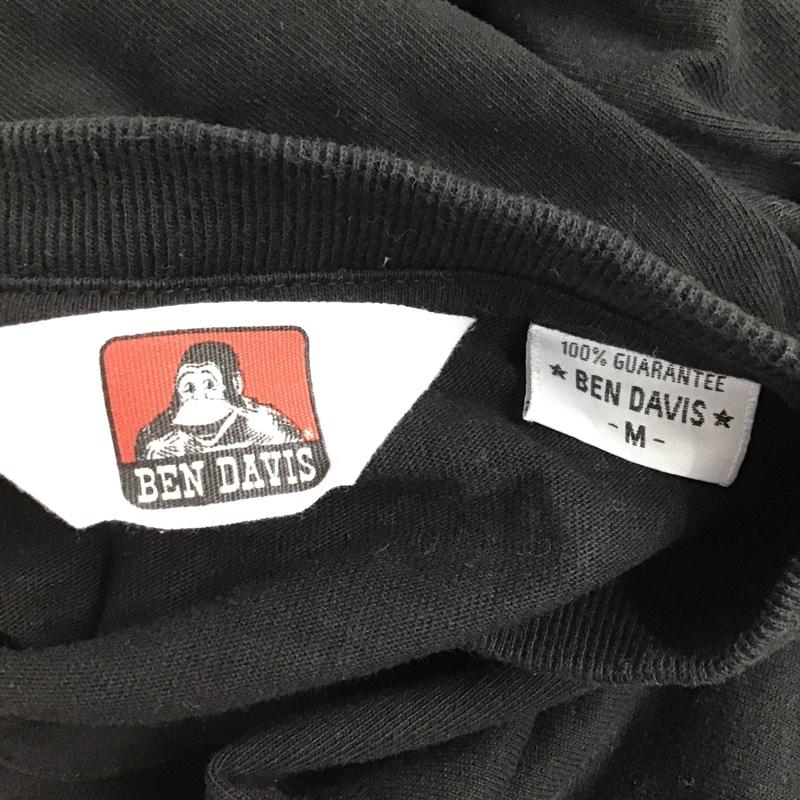 BEN DAVIS
100% GUARANTEE
★ BEN DAVIS ★
- M -